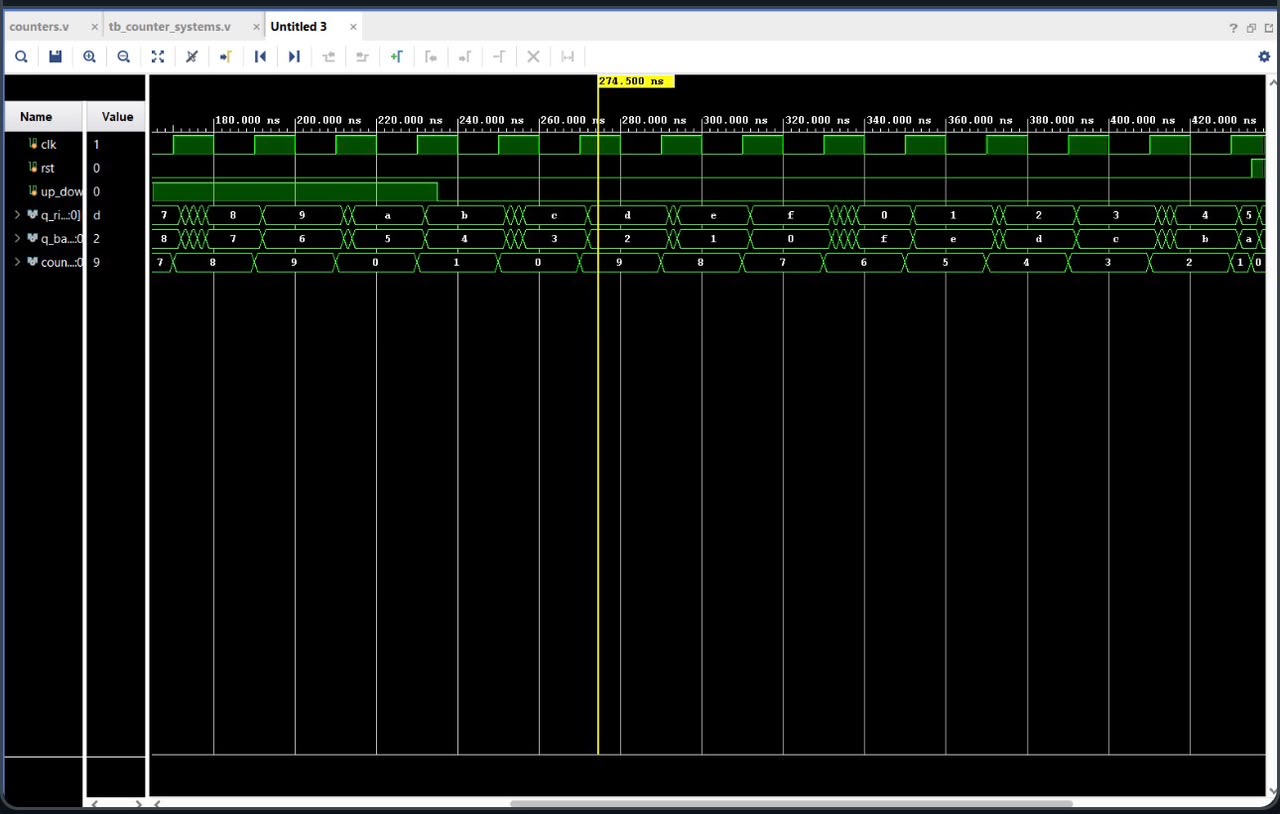 counters.v × tb_counter_systems.v × Untitled 3 ×
?
274.500 ns
Name Value
180.000 ns 200.000 ns 220.000 ns 240.000 ns 260.000 ns 280.000 ns 300.000 ns 320.000 ns 340.000 ns 360.000 ns 380.000 ns 400.000 ns 420.000 ns
clk 1
rst 0
up_dow 0
q_ri...:0] d 7 8 9 a b c d e f 0 1 2 3 4 5
q_ba...:0 2 8 7 6 5 4 3 2 1 0 f e d c b a
coun...:0 9 7 8 9 0 1 0 9 8 7 6 5 4 3 2 1 0